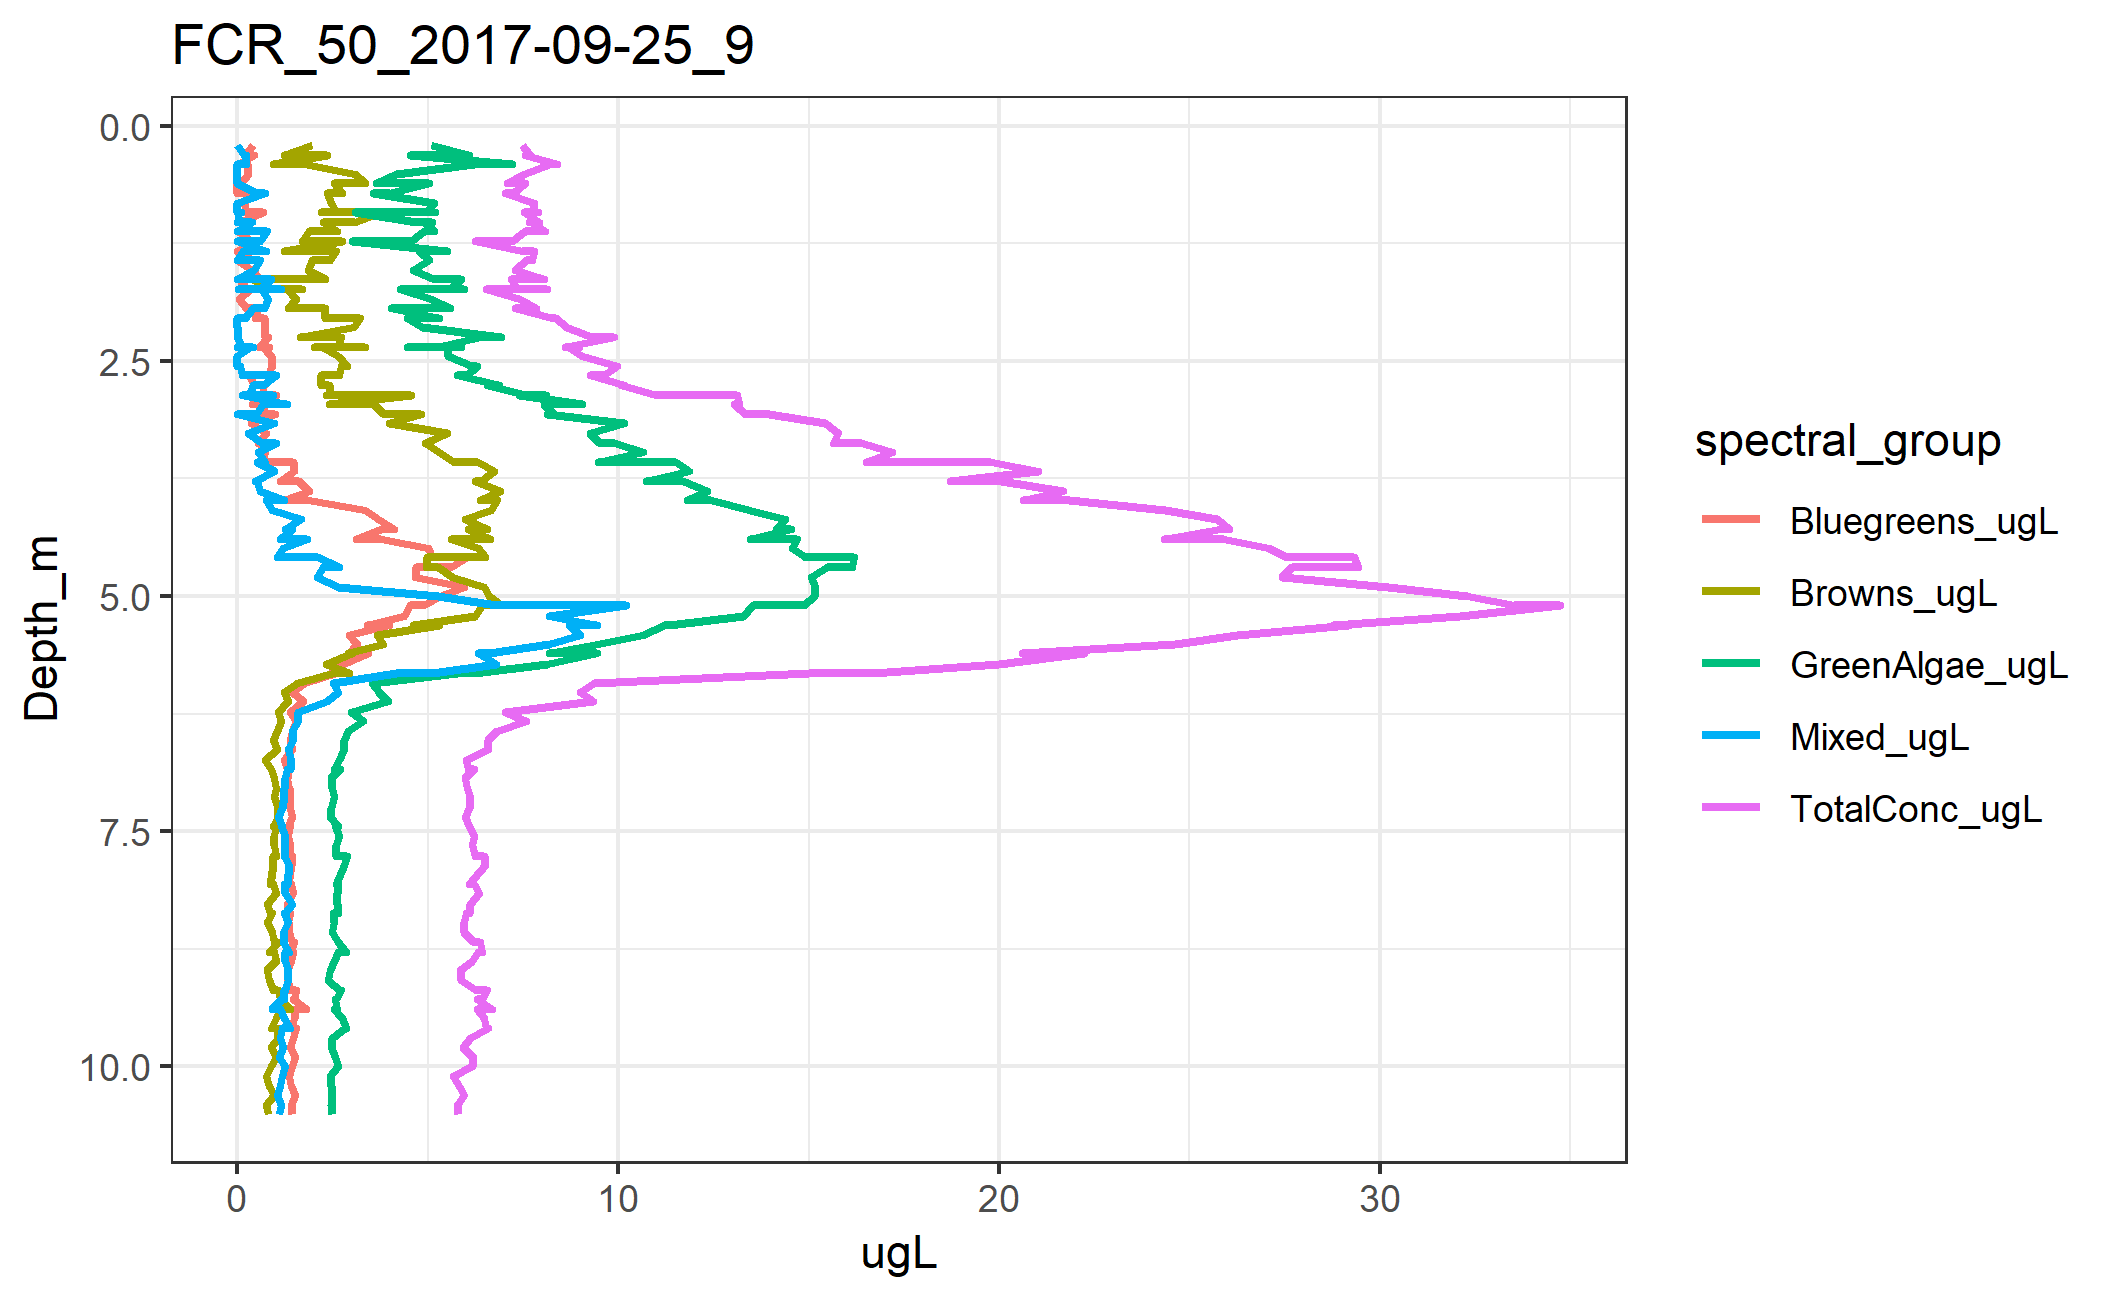 FCR_50_2017-09-25_9
0.0
2.5
5.0
7.5
10.0
Depth_m
0
10
20
30
ugL
spectral_group
Bluegreens_ugL
Browns_ugL
GreenAlgae_ugL
Mixed_ugL
TotalConc_ugL